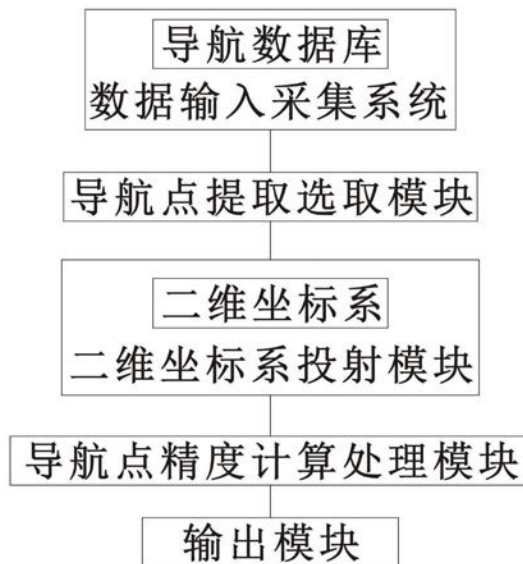 导航数据库
数据输入采集系统
导航点提取选取模块
二维坐标系
二维坐标系投射模块
导航点精度计算处理模块
输出模块